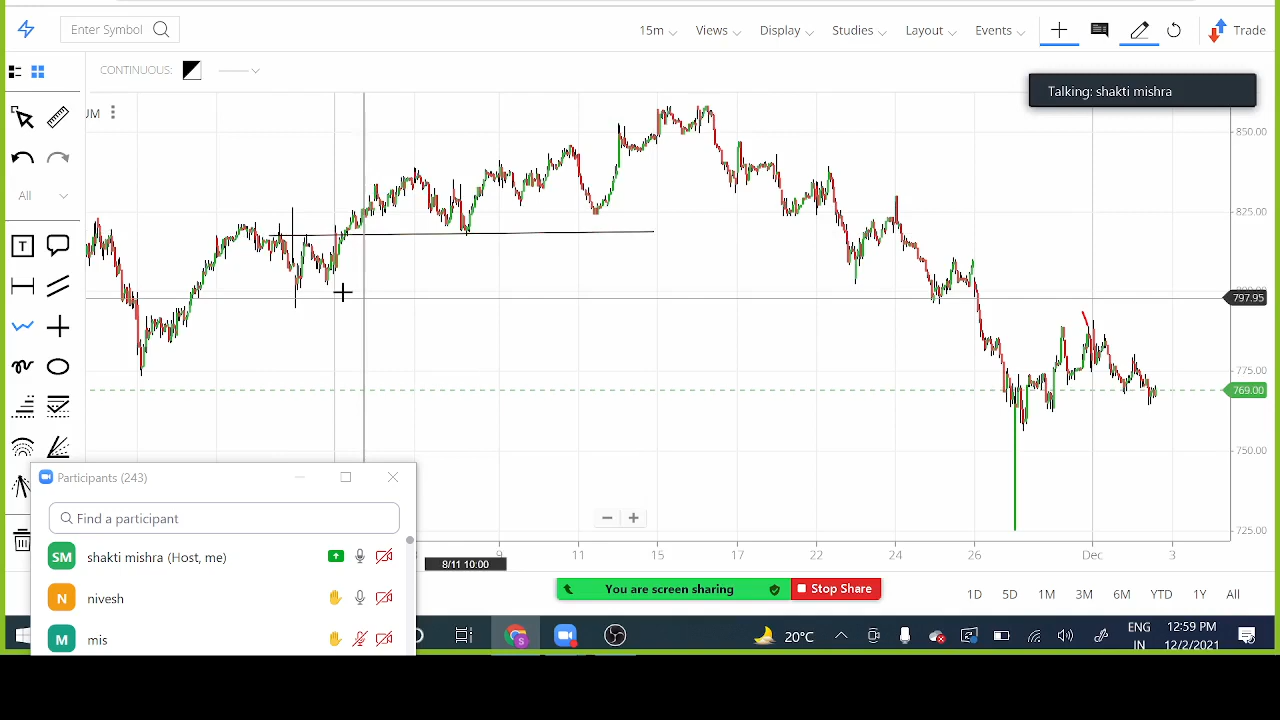 Enter Symbol
15m
Views
Display
Studies
Layout
Events
Trade
CONTINUOUS:
Talking: shakti mishra
UM
850.00
825.00
797.95
775.00
769.00
750.00
725.00
All
T
9
11
15
17
22
24
26
Dec
3
8/11 10:00
Participants (243)
Find a participant
SM
shakti mishra (Host, me)
N
nivesh
M
mis
You are screen sharing
Stop Share
1D
5D
1M
3M
6M
YTD
1Y
All
20°C
ENG
IN
12:59 PM
12/2/2021